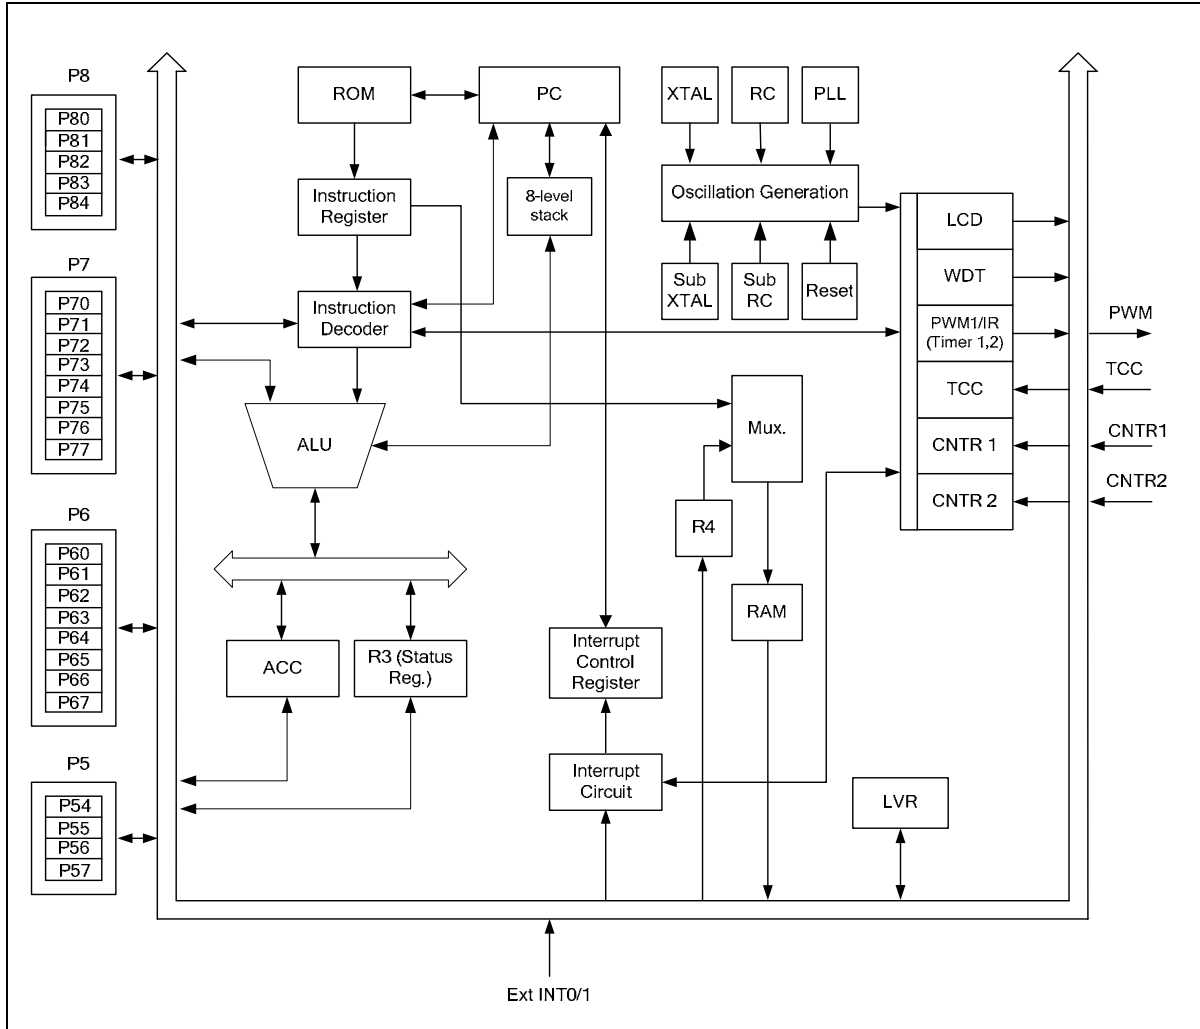 P8
P80
P81
P82
P83
P84
P7
P70
P71
P72
P73
P74
P75
P76
P77
P6
P60
P61
P62
P63
P64
P65
P66
P67
P5
P54
P55
P56
P57
ROM
PC
Instruction
Register
8-level
stack
Instruction
Decoder
ALU
ACC
R3 (Status
Reg.)
XTAL
RC
PLL
Oscillation Generation
Sub
XTAL
Sub
RC
Reset
Mux.
R4
RAM
Interrupt
Control
Register
Interrupt
Circuit
LVR
LCD
WDT
PWM1/IR
(Timer 1,2)
TCC
CNTR 1
CNTR 2
PWM
TCC
CNTR1
CNTR2
Ext INT0/1